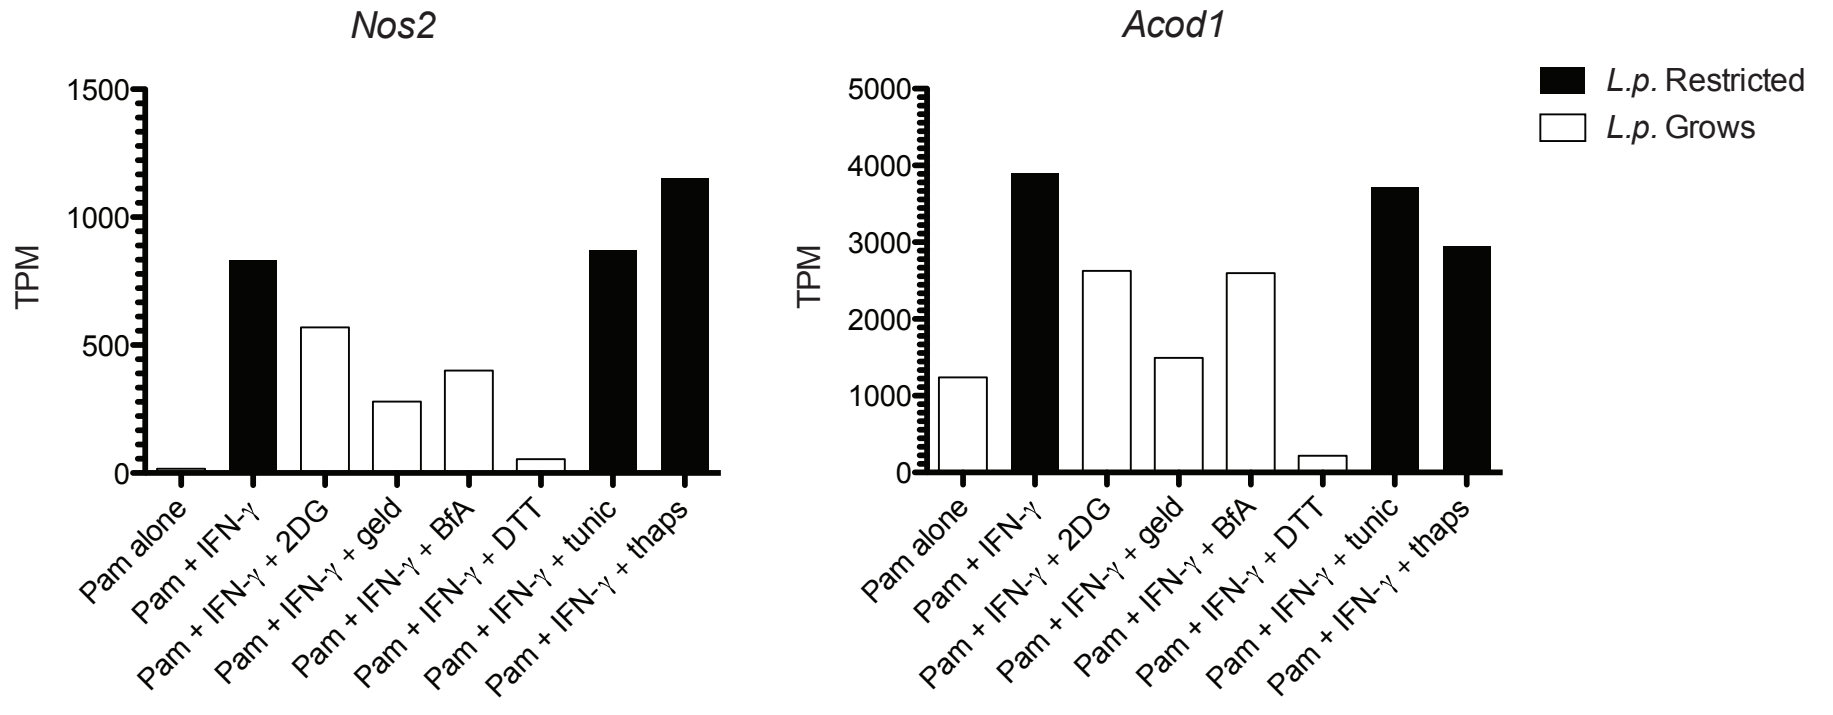 Nos2
1500
1000
500
0
TPM
Pam alone
Pam + IFN-γ
Pam + IFN-γ + 2DG
Pam + IFN-γ + geld
Pam + IFN-γ + BfA
Pam + IFN-γ + DTT
Pam + IFN-γ + tunic
Pam + IFN-γ + thaps
Acod1
5000
4000
3000
2000
1000
0
TPM
Pam alone
Pam + IFN-γ
Pam + IFN-γ + 2DG
Pam + IFN-γ + geld
Pam + IFN-γ + BfA
Pam + IFN-γ + DTT
Pam + IFN-γ + tunic
Pam + IFN-γ + thaps
L.p. Restricted
L.p. Grows